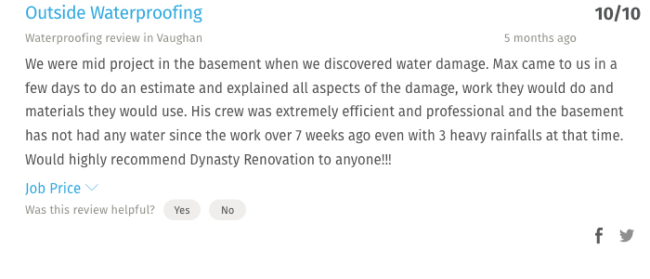 Outside Waterproofing
10/10
Waterproofing review in Vaughan
5 months ago
We were mid project in the basement when we discovered water damage. Max came to us in a
few days to do an estimate and explained all aspects of the damage, work they would do and
materials they would use. His crew was extremely efficient and professional and the basement
has not had any water since the work over 7 weeks ago even with 3 heavy rainfalls at that time.
Would highly recommend Dynasty Renovation to anyone!!!
Job Price
Was this review helpful? Yes No